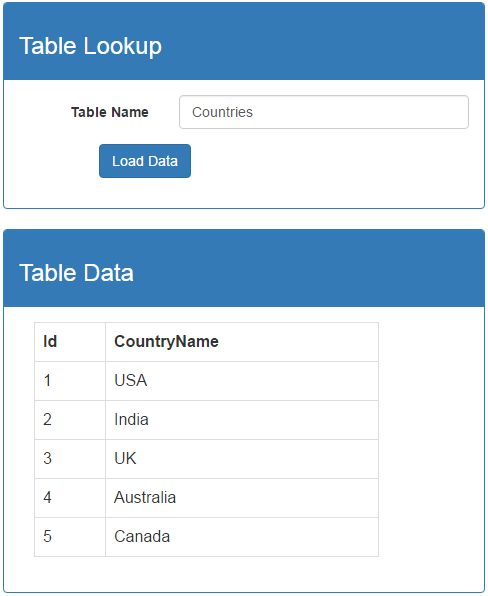 Table Lookup
Table Name Countries
Load Data
Table Data
Id CountryName
1 USA
2 India
3 UK
4 Australia
5 Canada